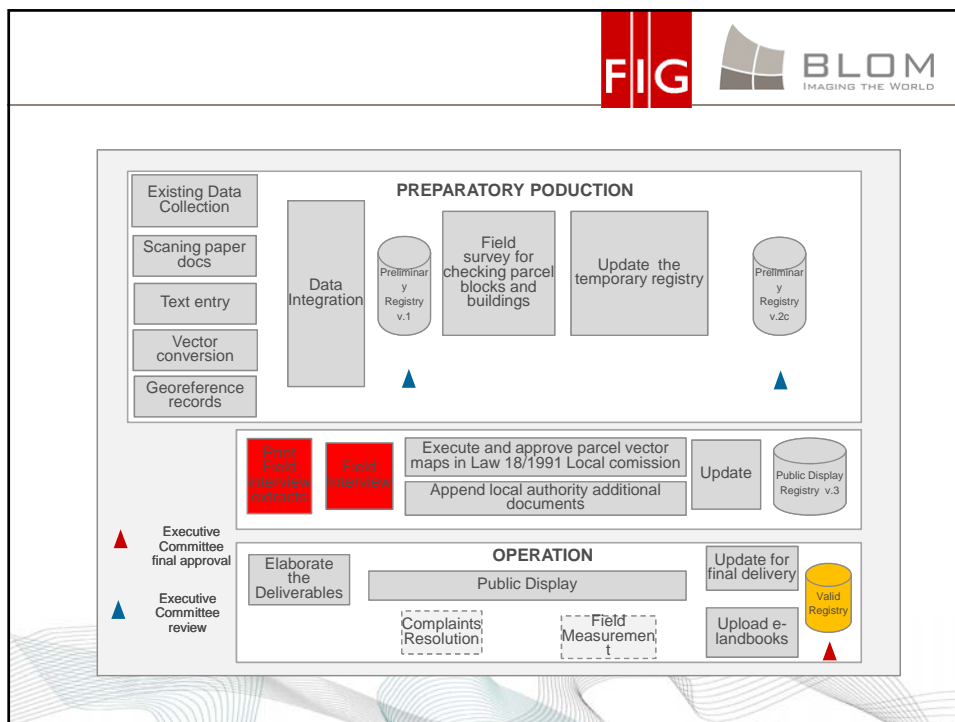 FIG
BLOM
IMAGING THE WORLD
PREPARATORY PODUCTION
Existing Data
Collection
Scaning paper
docs
Text entry
Vector
conversion
Georeference
records
Data
Integration
Preliminar
y
Registry
v.1
Field
survey for
checking parcel
blocks and
buildings
Update the
temporary registry
Preliminar
y
Registry
v.2c
Print
Field
interview
extracts
Field
Interview
Execute and approve parcel vector
maps in Law 18/1991 Local comission
Append local authority additional
documents
Update
Public Display
Registry v.3
Executive
Committee
final approval
Executive
Committee
review
OPERATION
Elaborate
the
Deliverables
Public Display
Complaints
Resolution
Field
Measuremen
t
Update for
final delivery
Upload e-
landbooks
Valid
Registry